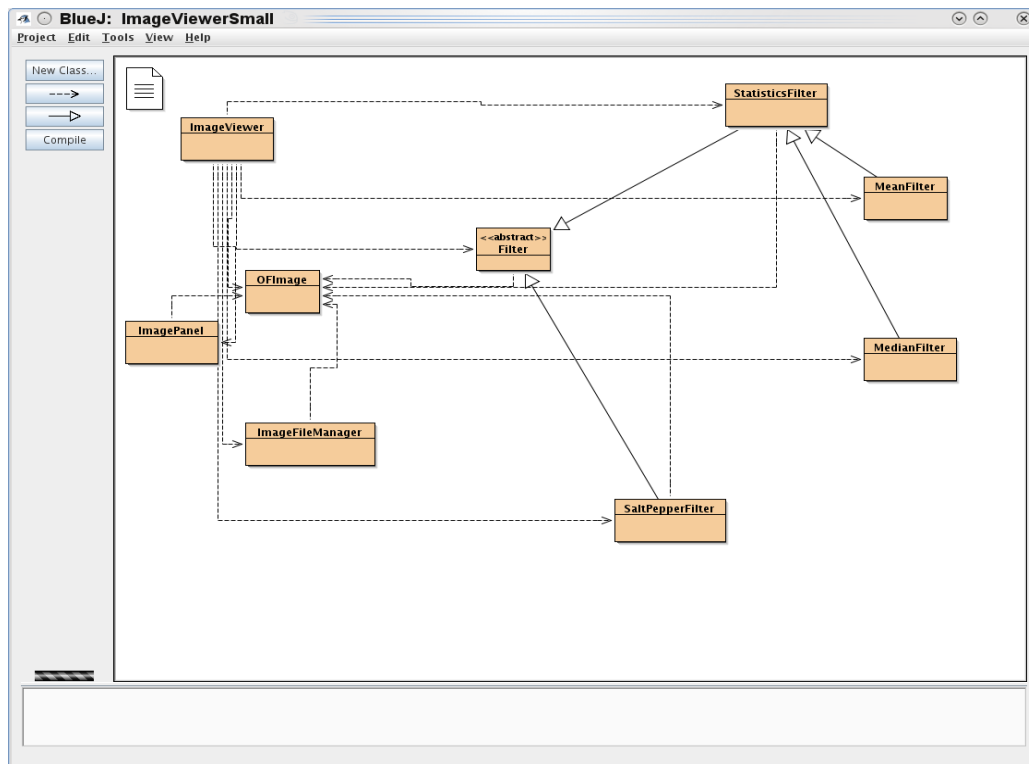 BlueJ: ImageViewerSmall
Project Edit Tools View Help
New Class...
Compile
StatisticsFilter
ImageViewer
MeanFilter
<<abstract>>
Filter
OFImage
ImagePanel
MedianFilter
ImageFileManager
SaltPepperFilter